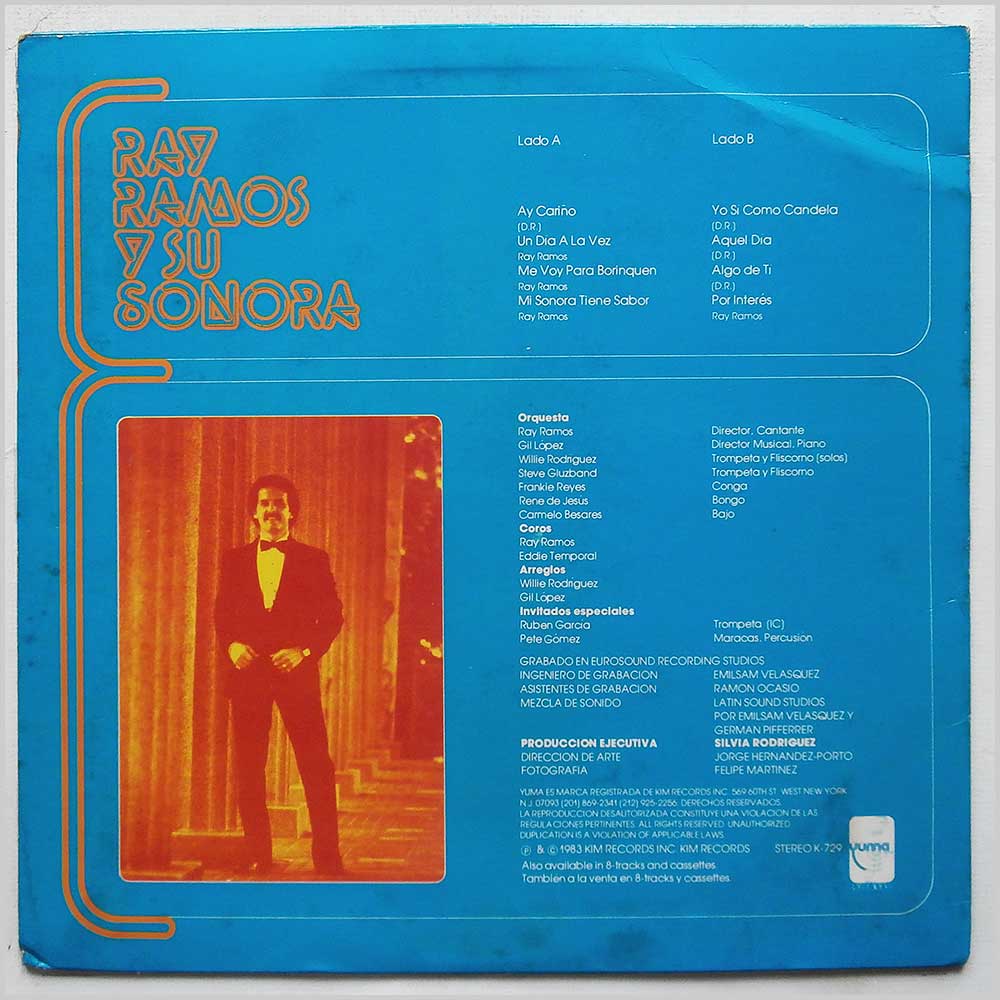 RAY
RAMOS
Y SU
SONORA
Lado A
Ay Cariño
(D.R.)
Un Dia A La Vez
Ray Ramos
Me Voy Para Borinquen
Ray Ramos
Mi Sonora Tiene Sabor
Ray Ramos
Lado B
Yo Si Como Candela
(D.R.)
Aquel Dia
(D.R.)
Algo de Ti
(D.R.)
Por Interés
Ray Ramos
Orquesta
Ray Ramos Director, Cantante
Gil López Director Musical, Piano
Willie Rodríguez Trompeta y Fliscorno (solos)
Steve Gluzband Trompeta y Fliscorno
Frankie Reyes Conga
Rene de Jesús Bongo
Carmelo Besares Bajo
Coros
Ray Ramos
Eddie Temporal
Arreglos
Willie Rodríguez
Gil López
Invitados especiales
Ruben García Trompeta (IC)
Pete Gómez Maracas, Percusion
GRABADO EN EUROSOUND RECORDING STUDIOS
INGENIERO DE GRABACION EMILSAM VELASQUEZ
ASISTENTES DE GRABACION RAMON OCASIO
MEZCLA DE SONIDO LATIN SOUND STUDIOS
POR EMILSAM VELASQUEZ Y
GERMAN PIFFERRER
PRODUCCION EJECUTIVA SILVIA RODRIGUEZ
DIRECCION DE ARTE JORGE HERNANDEZ-PORTO
FOTOGRAFIA FELIPE MARTINEZ
YUMA ES MARCA REGISTRADA DE KIM RECORDS INC. 569 60TH ST. WEST NEW YORK
N.J. 07093 (201) 869-2341 (212) 925-2256. DERECHOS RESERVADOS.
LA REPRODUCCION DESAUTORIZADA CONSTITUYE UNA VIOLACION DE LAS
REGULACIONES PERTINENTES. ALL RIGHTS RESERVED. UNAUTHORIZED
DUPLICATION IS A VIOLATION OF APPLICABLE LAWS.
℗ & © 1983 KIM RECORDS INC. KIM RECORDS STEREO K-729
yuma
Also available in 8-tracks and cassettes.
Tambien a la venta en 8-tracks y cassettes.